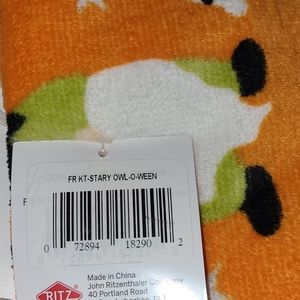 FR KT-STARY OWL-O-WEEN
0 72894 18290 2
RITZ
Made in China
John Ritzenthaler Company
40 Portland Road